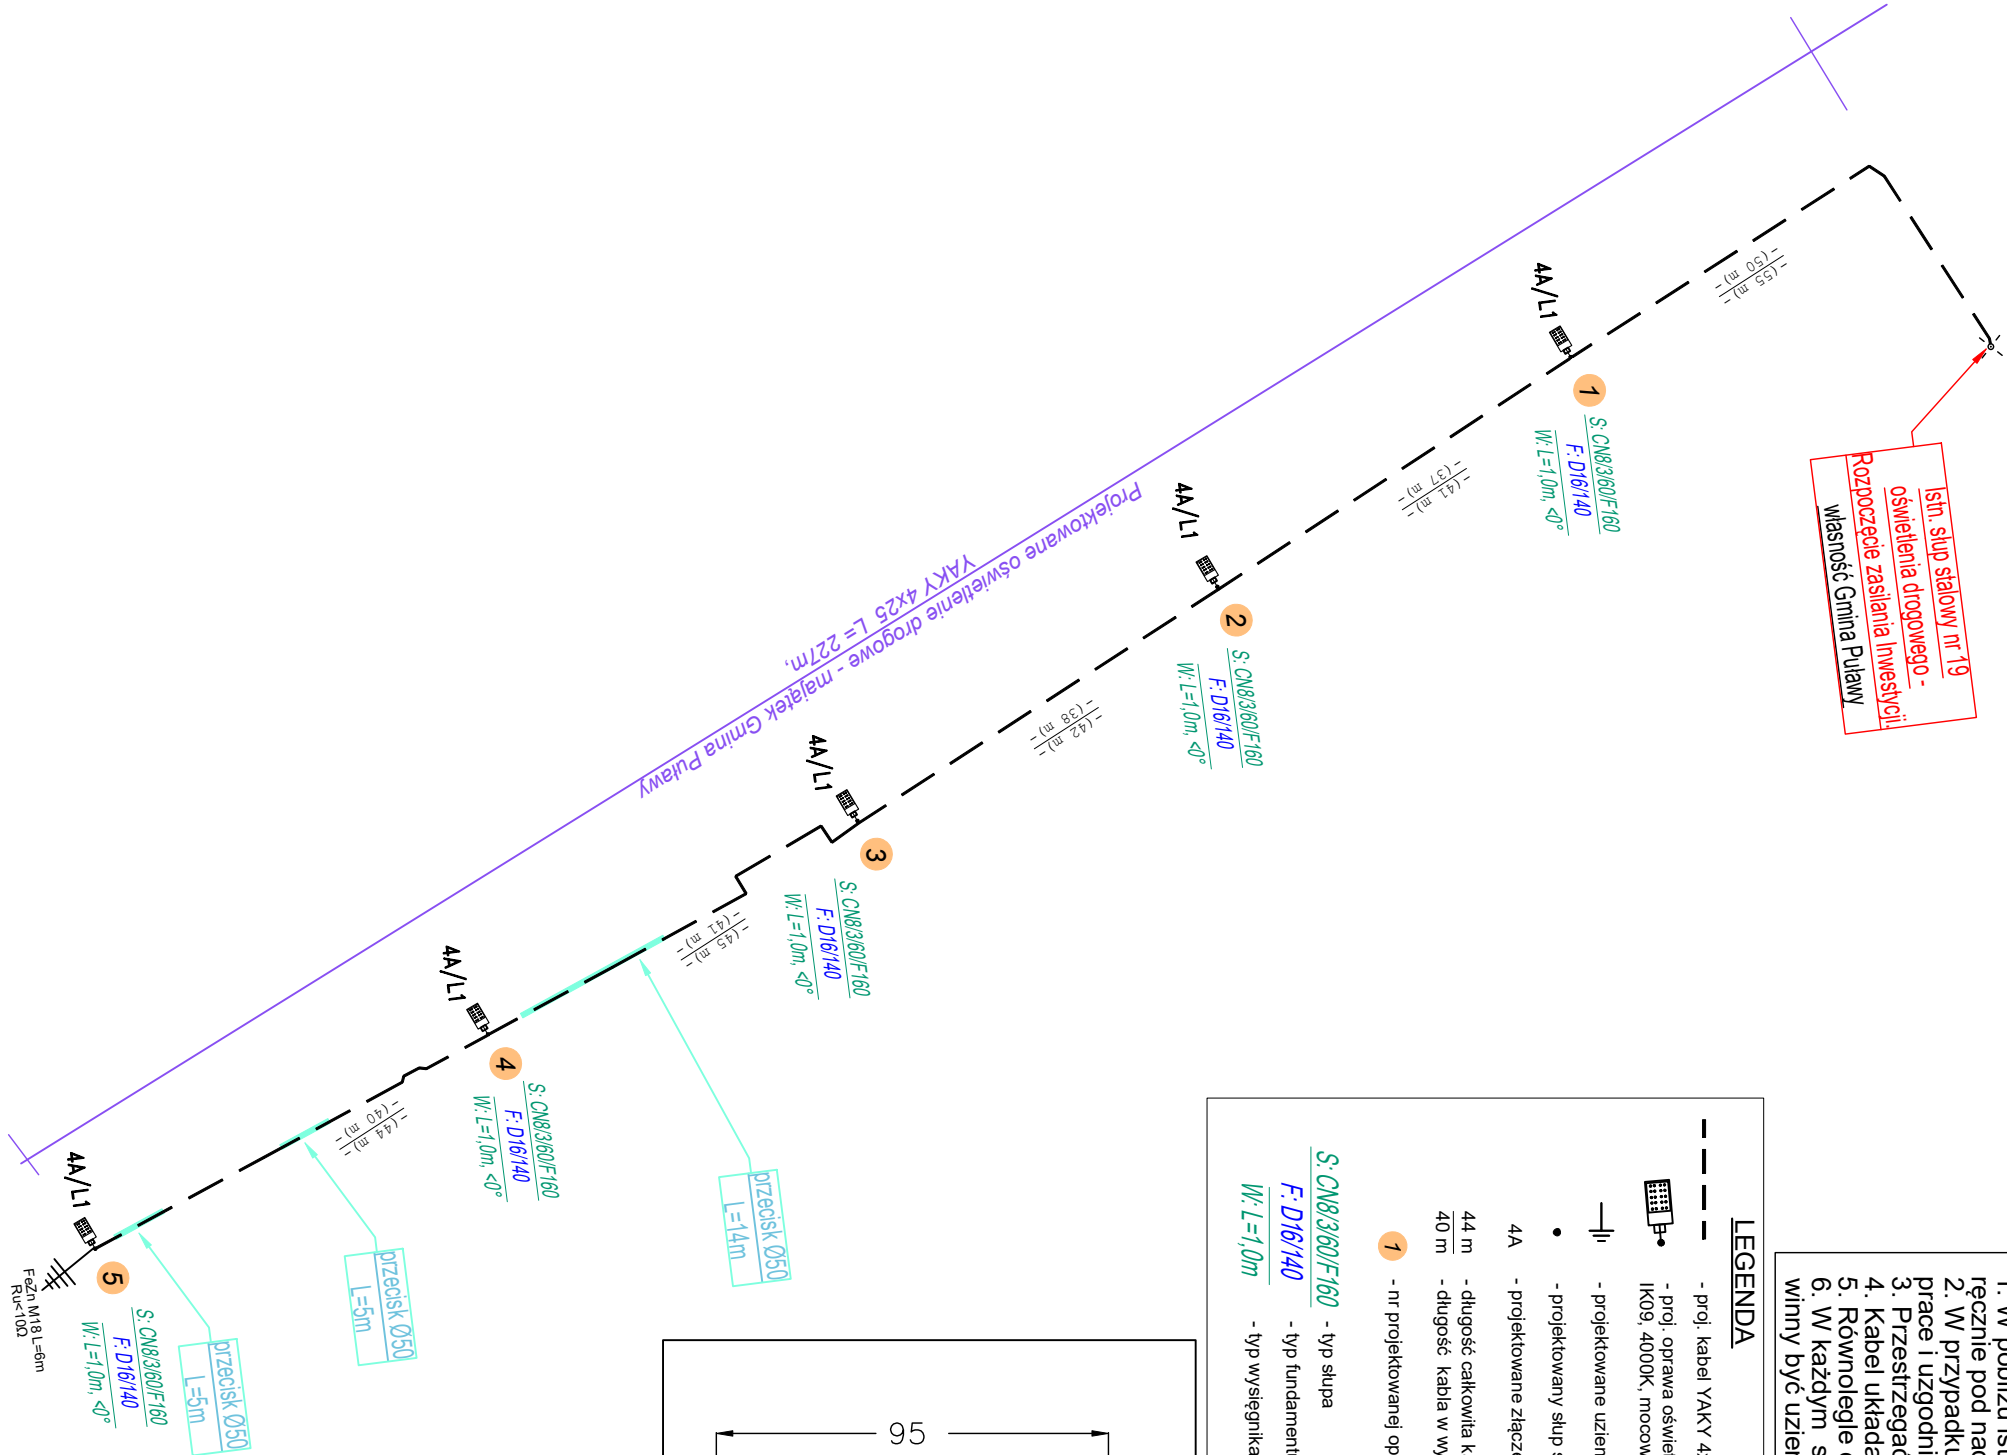 Istn. słup stalowy nr 19
oświetlenia drogowego -
Rozpoczęcie zasilania Inwestycji.
własność Gmina Puławy
-(55 m)-
-(50 m)-
4A/L1
1
S: CN8/3/60/F160
F: D16/140
W: L=1,0m, <0°
-(41 m)-
-(37 m)-
4A/L1
2
S: CN8/3/60/F160
F: D16/140
W: L=1,0m, <0°
-(42 m)-
-(38 m)-
4A/L1
3
S: CN8/3/60/F160
F: D16/140
W: L=1,0m, <0°
-(45 m)-
-(41 m)-
4A/L1
4
S: CN8/3/60/F160
F: D16/140
W: L=1,0m, <0°
-(44 m)-
-(40 m)-
4A/L1
5
S: CN8/3/60/F160
F: D16/140
W: L=1,0m, <0°
FeZn M18 L=6m
Ru<10Ω
Projektowane oświetlenie drogowe - majątek Gmina Puławy
YAKY 4x25 L= 227m,
przecisk Ø50
L=14m
przecisk Ø50
L=5m
przecisk Ø50
L=5m
LEGENDA
- proj. kabel YAKY 4
- proj. oprawa oświe
IK09, 4000K, mocow
- projektowane uzien
- projektowany słup s
4A - projektowane złącze
44 m - długość całkowita k
40 m - długość kabla w wy
1 - nr projektowanej op
S: CN8/3/60/F160 - typ słupa
F: D16/140 - typ fundament
W: L=1,0m - typ wysięgnika
1. W pobliżu
ręcznie pod nad
2. W przypadku
prace i uzgodni
3. Przestrzegać
4. Kabel układa
5. Równolegle
6. W każdym s
winny być uzier
95